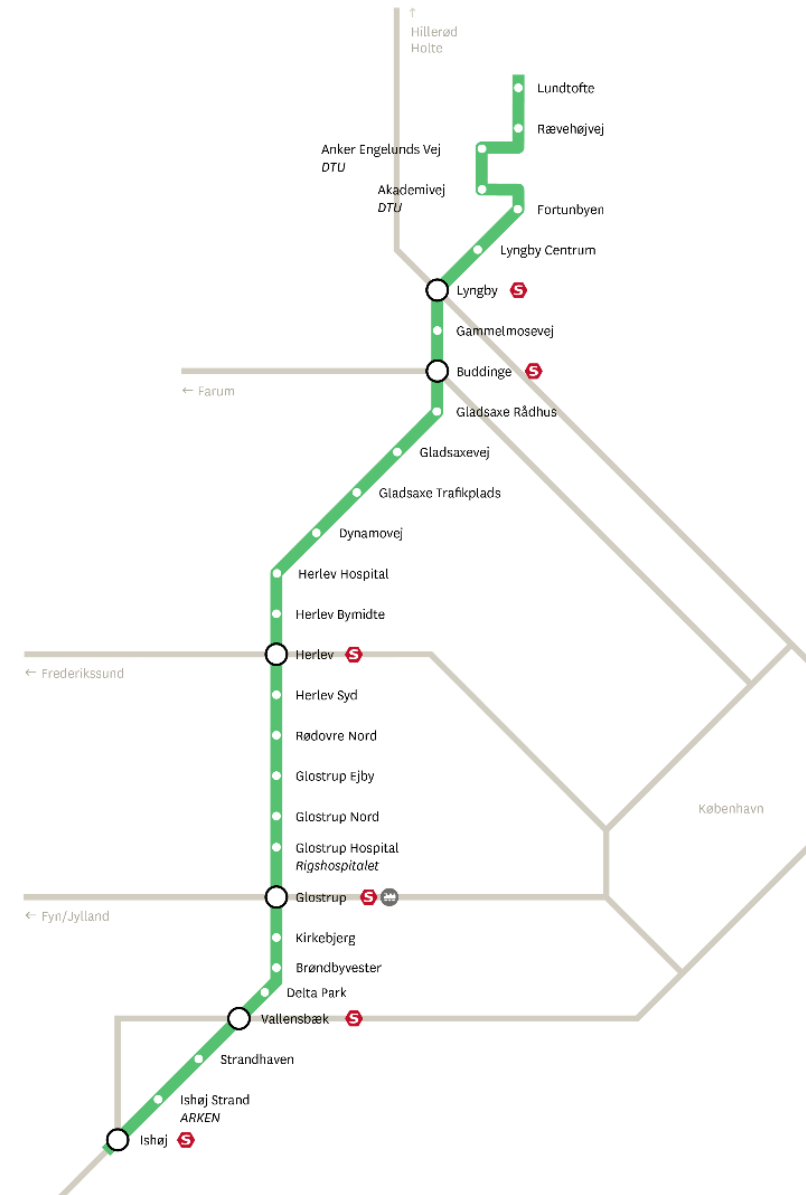 ↑
Hillerød
Holte
Lundtofte
Rævehøjvej
Anker Engelunds Vej
DTU
Akademivej
DTU
Fortunbyen
Lyngby Centrum
Lyngby S
Gammelmosevej
Buddinge S
← Farum
Gladsaxe Rådhus
Gladsaxevej
Gladsaxe Trafikplads
Dynamovej
Herlev Hospital
Herlev Bymidte
Herlev S
← Frederikssund
Herlev Syd
Rødovre Nord
Glostrup Ejby
København
Glostrup Nord
Glostrup Hospital
Rigshospitalet
Glostrup S
← Fyn/Jylland
Kirkebjerg
Brøndbyvester
Delta Park
Vallensbæk S
Strandhaven
Ishøj Strand
ARKEN
Ishøj S